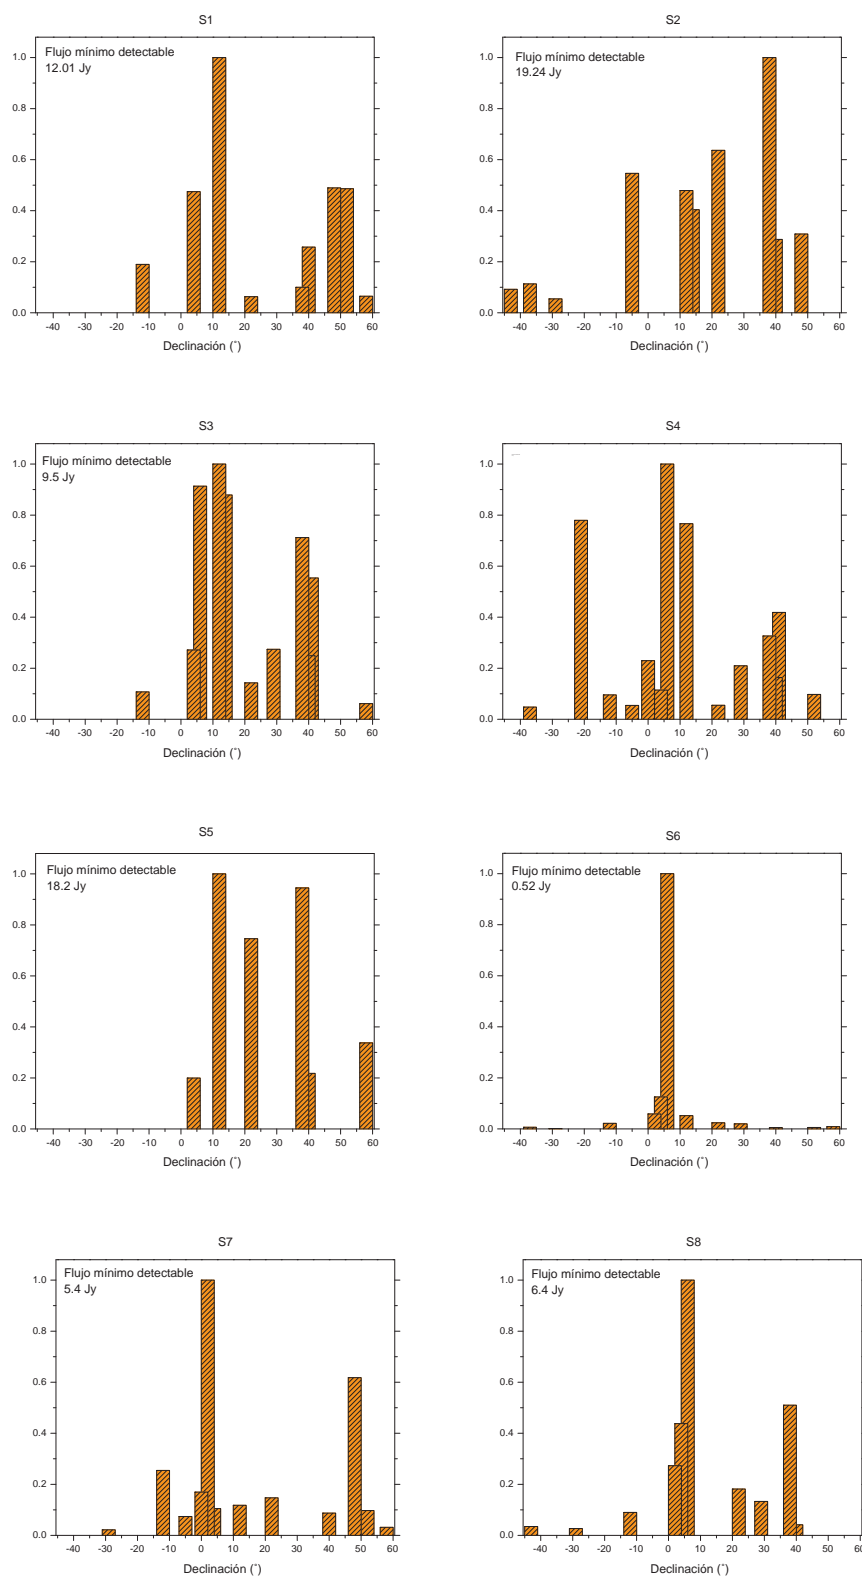 S1
Flujo mínimo detectable
12.01 Jy
1.0
0.8
0.6
0.4
0.2
0.0
-40 -30 -20 -10 0 10 20 30 40 50 60
Declinación (°)
S2
Flujo mínimo detectable
19.24 Jy
1.0
0.8
0.6
0.4
0.2
0.0
-40 -30 -20 -10 0 10 20 30 40 50 60
Declinación (°)
S3
Flujo mínimo detectable
9.5 Jy
1.0
0.8
0.6
0.4
0.2
0.0
-40 -30 -20 -10 0 10 20 30 40 50 60
Declinación (°)
S4
1.0
0.8
0.6
0.4
0.2
0.0
-40 -30 -20 -10 0 10 20 30 40 50 60
Declinación (°)
S5
Flujo mínimo detectable
18.2 Jy
1.0
0.8
0.6
0.4
0.2
0.0
-40 -30 -20 -10 0 10 20 30 40 50 60
Declinación (°)
S6
Flujo mínimo detectable
0.52 Jy
1.0
0.8
0.6
0.4
0.2
0.0
-40 -30 -20 -10 0 10 20 30 40 50 60
Declinación (°)
S7
Flujo mínimo detectable
5.4 Jy
1.0
0.8
0.6
0.4
0.2
0.0
-40 -30 -20 -10 0 10 20 30 40 50 60
Declinación (°)
S8
Flujo mínimo detectable
6.4 Jy
1.0
0.8
0.6
0.4
0.2
0.0
-40 -30 -20 -10 0 10 20 30 40 50 60
Declinación (°)